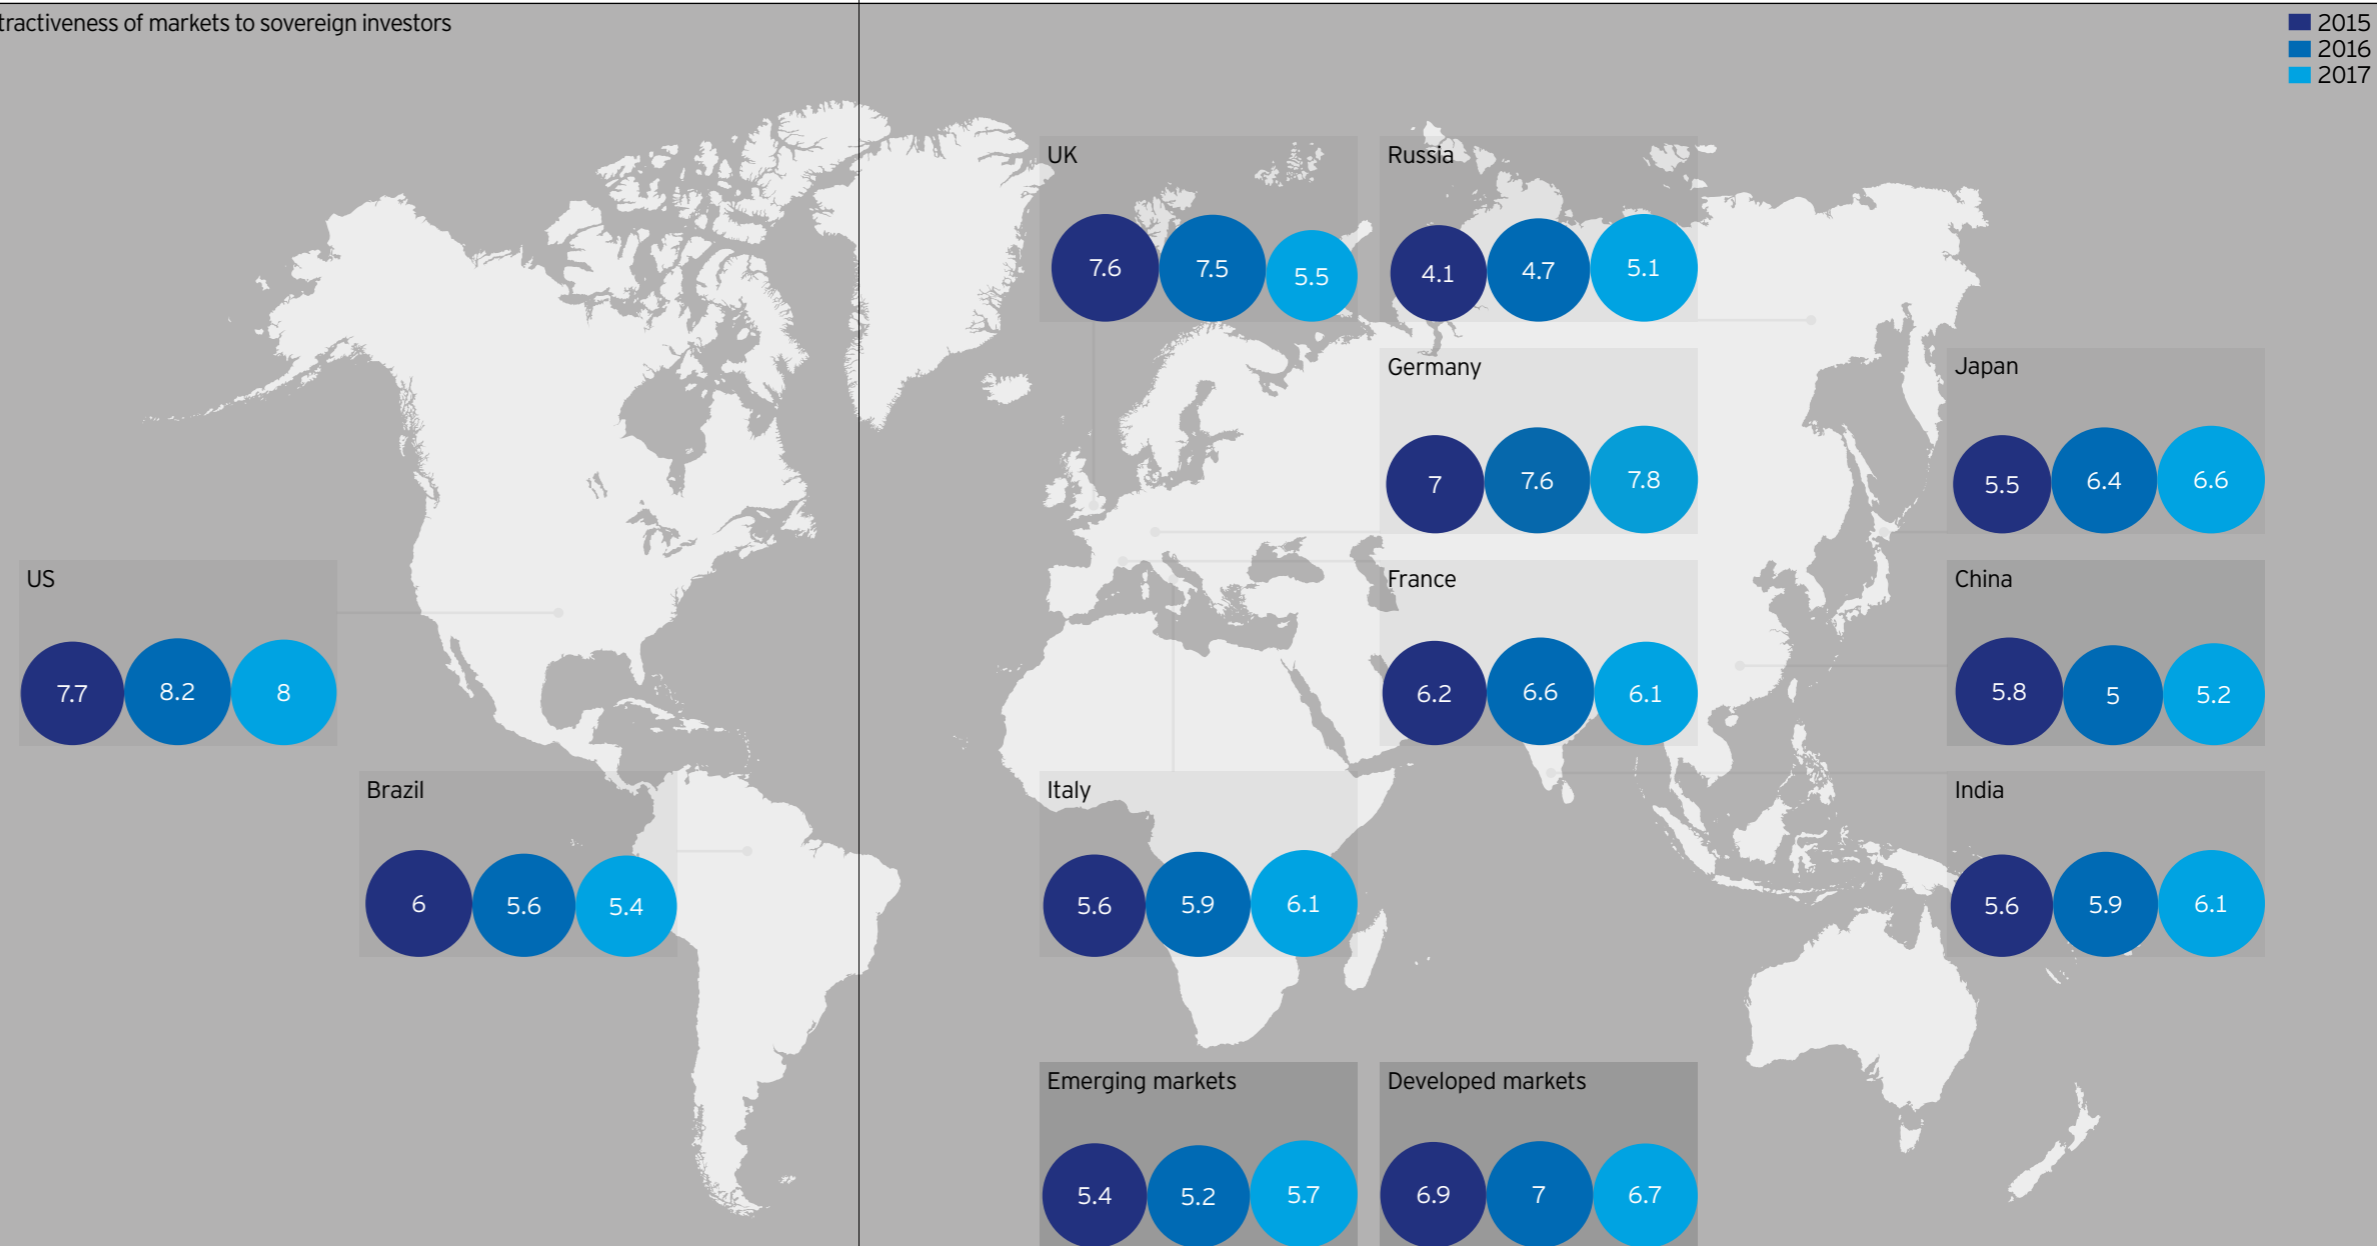 tractiveness of markets to sovereign investors
2015
2016
2017
UK
7.6 7.5 5.5
Russia
4.1 4.7 5.1
Germany
7 7.6 7.8
Japan
5.5 6.4 6.6
US
7.7 8.2 8
France
6.2 6.6 6.1
China
5.8 5 5.2
Brazil
6 5.6 5.4
Italy
5.6 5.9 6.1
India
5.6 5.9 6.1
Emerging markets
5.4 5.2 5.7
Developed markets
6.9 7 6.7